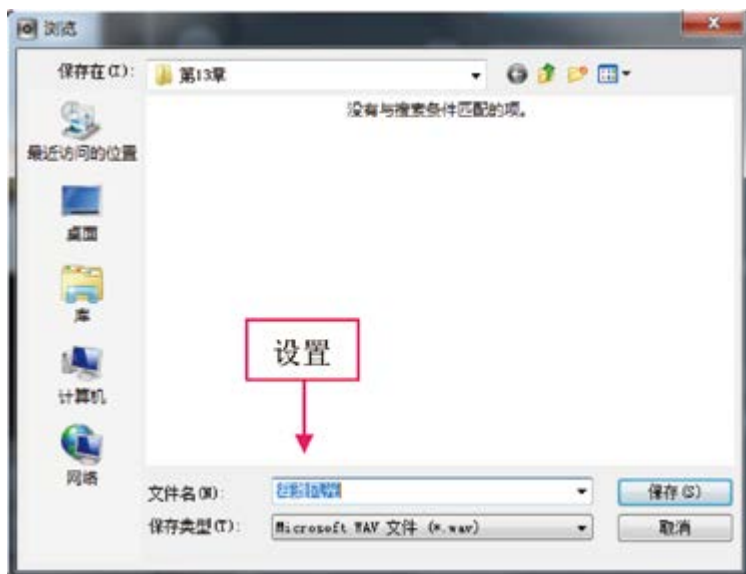 浏览
保存在(I): 第13章
没有与搜索条件匹配的项。
最近访问的位置
桌面
库
计算机
网络
设置
文件名(N):
保存(S)
保存类型(T): Microsoft WAV 文件 (*.wav)
取消